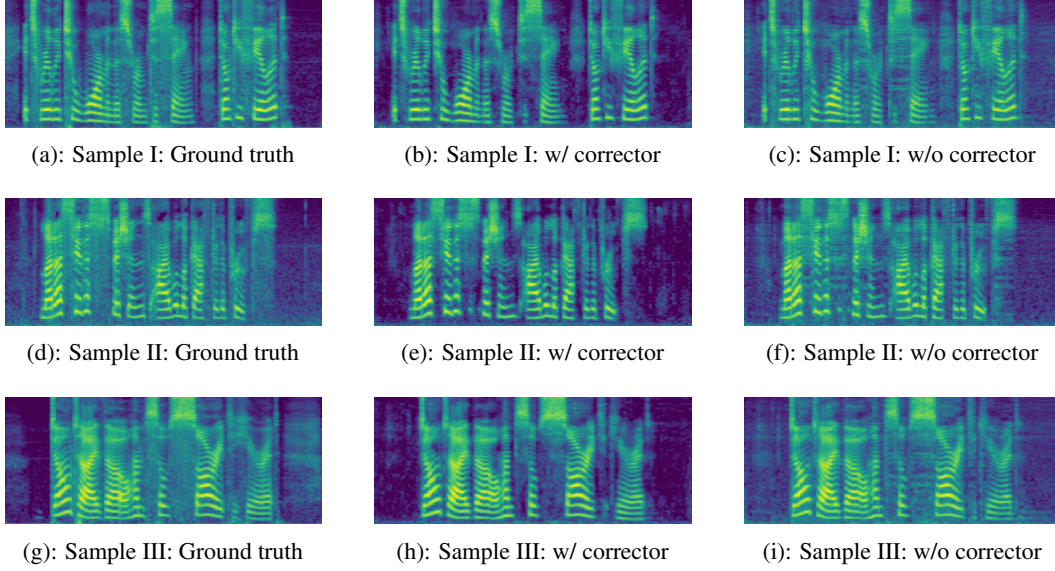 (a): Sample I: Ground truth
(b): Sample I: w/ corrector
(c): Sample I: w/o corrector
(d): Sample II: Ground truth
(e): Sample II: w/ corrector
(f): Sample II: w/o corrector
(g): Sample III: Ground truth
(h): Sample III: w/ corrector
(i): Sample III: w/o corrector